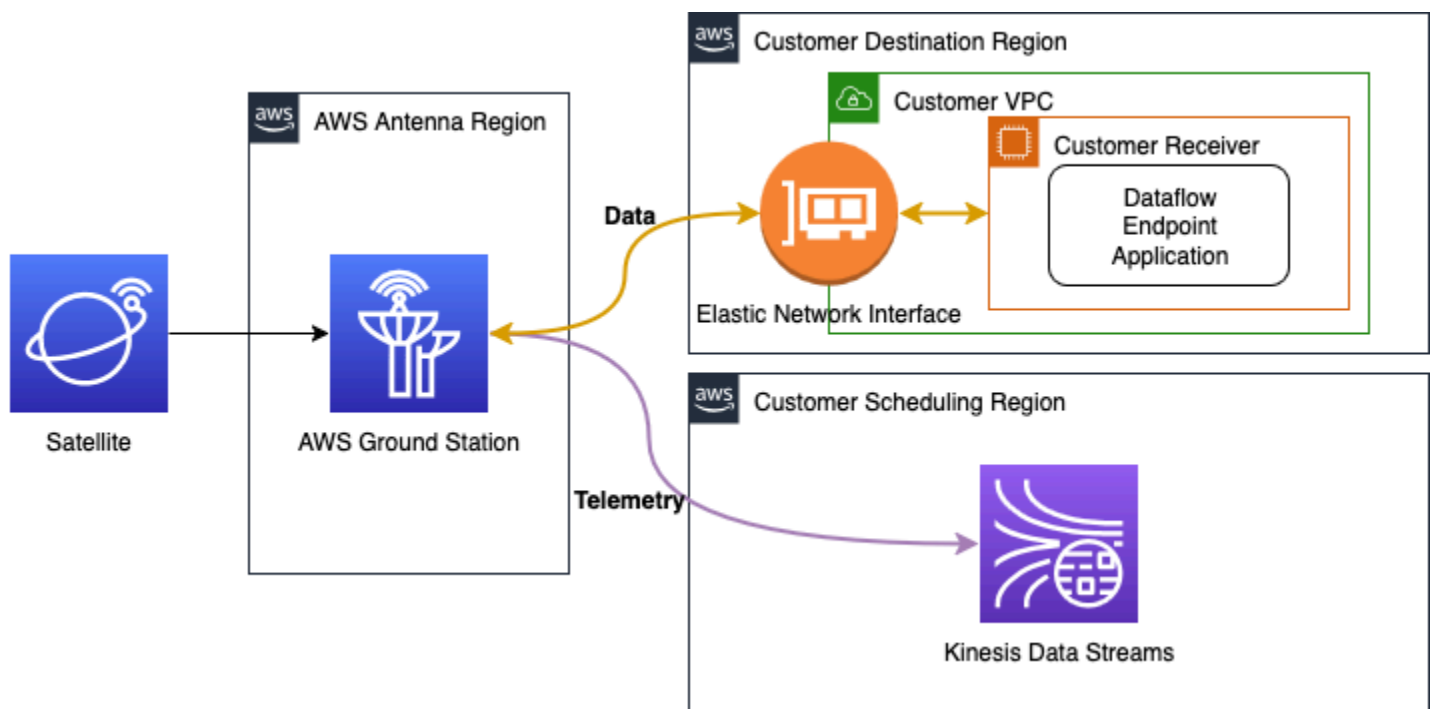 aws
Customer Destination Region
aws
AWS Antenna Region
Customer VPC
Customer Receiver
Dataflow
Endpoint
Application
Data
Elastic Network Interface
Satellite
AWS Ground Station
aws
Customer Scheduling Region
Telemetry
Kinesis Data Streams